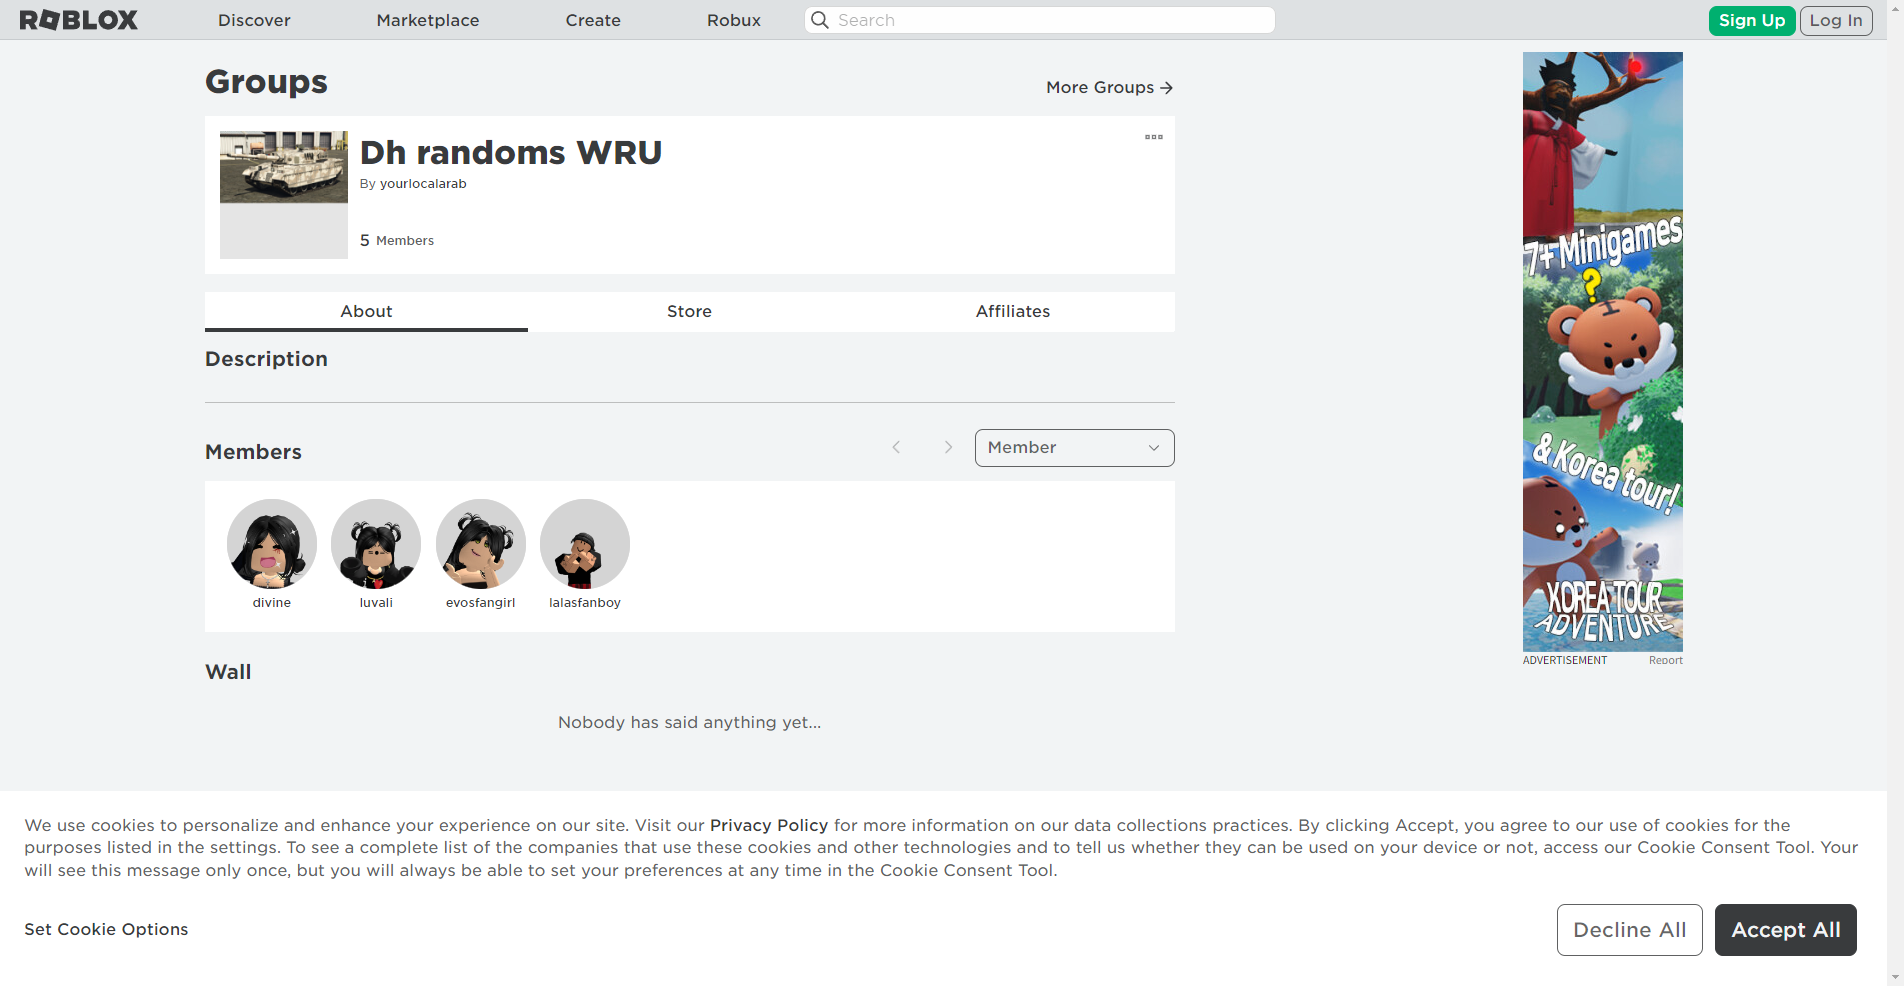 ROBLOX
Discover
Marketplace
Create
Robux
Search
Sign Up
Log In
Groups
More Groups
Dh randoms WRU
By yourlocalarab
5 Members
About
Store
Affiliates
Description
Members
Member
divine
luvali
evosfangirl
lalasfanboy
Wall
Nobody has said anything yet...
7+ Minigames
?
& Korea tour!
KOREA TOUR
ADVENTURE
ADVERTISEMENT
Report
We use cookies to personalize and enhance your experience on our site. Visit our Privacy Policy for more information on our data collections practices. By clicking Accept, you agree to our use of cookies for the
purposes listed in the settings. To see a complete list of the companies that use these cookies and other technologies and to tell us whether they can be used on your device or not, access our Cookie Consent Tool. Your
will see this message only once, but you will always be able to set your preferences at any time in the Cookie Consent Tool.
Set Cookie Options
Decline All
Accept All